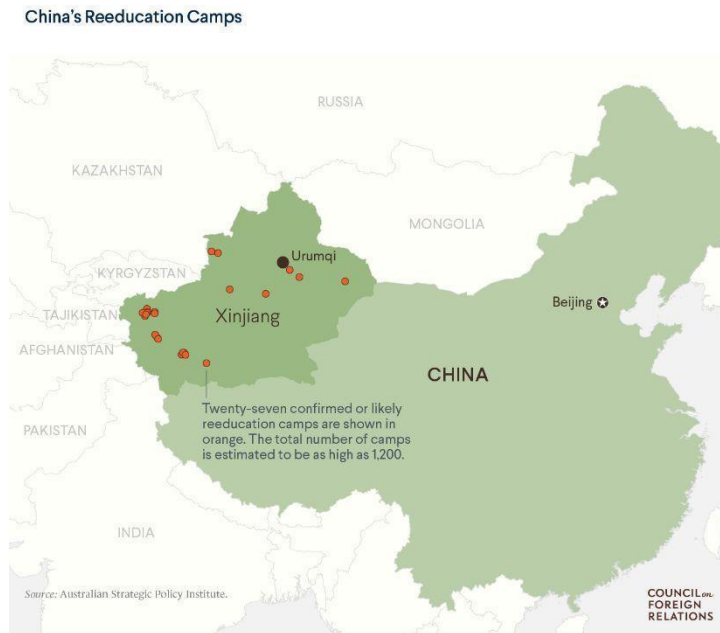 China's Reeducation Camps
RUSSIA
KAZAKHSTAN
MONGOLIA
Urumqi
KYRGYZSTAN
Beijing
TAJIKISTAN
Xinjiang
AFGHANISTAN
CHINA
Twenty-seven confirmed or likely
reeducation camps are shown in
orange. The total number of camps
is estimated to be as high as 1,200.
PAKISTAN
INDIA
Source: Australian Strategic Policy Institute.
COUNCIL on
FOREIGN
RELATIONS